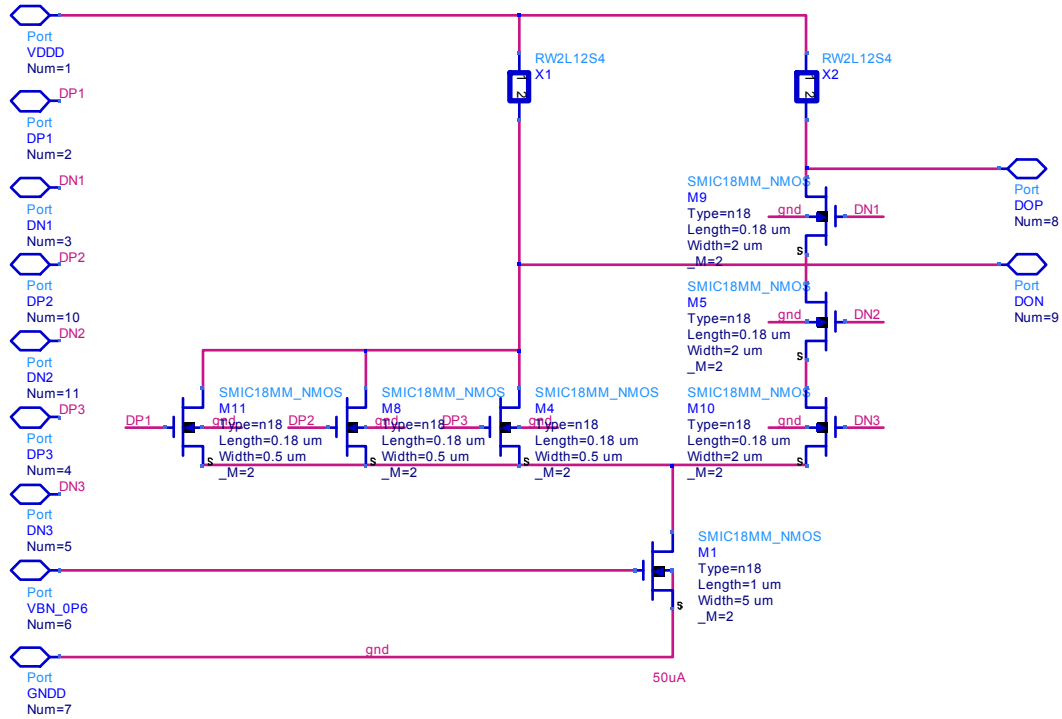 Port
VDDD
Num=1
DP1
Port
DP1
Num=2
DN1
Port
DN1
Num=3
DP2
Port
DP2
Num=10
DN2
Port
DN2
Num=11
DP3
Port
DP3
Num=4
DN3
Port
DN3
Num=5
Port
VBN_0P6
Num=6
Port
GNDD
Num=7
gnd
RW2L12S4
X1
1 2
RW2L12S4
X2
1 2
Port
DOP
Num=8
Port
DON
Num=9
SMIC18MM_NMOS
M9
Type=n18
Length=0.18 um
Width=2 um
_M=2
gnd
DN1
S
SMIC18MM_NMOS
M5
Type=n18
Length=0.18 um
Width=2 um
_M=2
gnd
DN2
S
DP1
SMIC18MM_NMOS
M11
Type=n18
Length=0.18 um
Width=0.5 um
_M=2
gnd
S
DP2
SMIC18MM_NMOS
M8
Type=n18
Length=0.18 um
Width=0.5 um
_M=2
gnd
S
DP3
SMIC18MM_NMOS
M4
Type=n18
Length=0.18 um
Width=0.5 um
_M=2
gnd
S
SMIC18MM_NMOS
M10
Type=n18
Length=0.18 um
Width=2 um
_M=2
gnd
DN3
S
SMIC18MM_NMOS
M1
Type=n18
Length=1 um
Width=5 um
_M=2
S
50uA